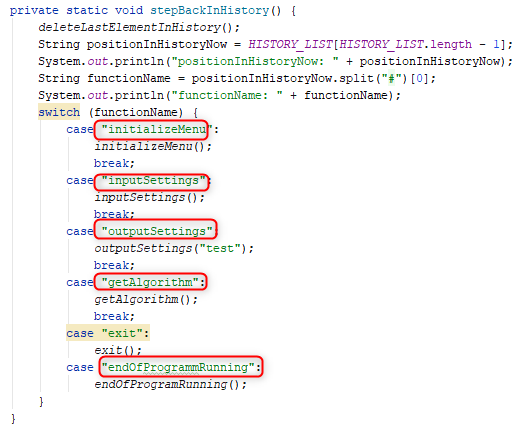 private static void stepBackInHistory() {
deleteLastElementInHistory();
String positionInHistoryNow = HISTORY_LIST[HISTORY_LIST.length - 1];
System.out.println("positionInHistoryNow: " + positionInHistoryNow);
String functionName = positionInHistoryNow.split("#")[0];
System.out.println("functionName: " + functionName);
switch (functionName) {
case "initializeMenu":
initializeMenu();
break;
case "inputSettings":
inputSettings();
break;
case "outputSettings":
outputSettings("test");
break;
case "getAlgorithm":
getAlgorithm();
break;
case "exit":
exit();
case "endOfProgrammRunning":
endOfProgramRunning();
}
}